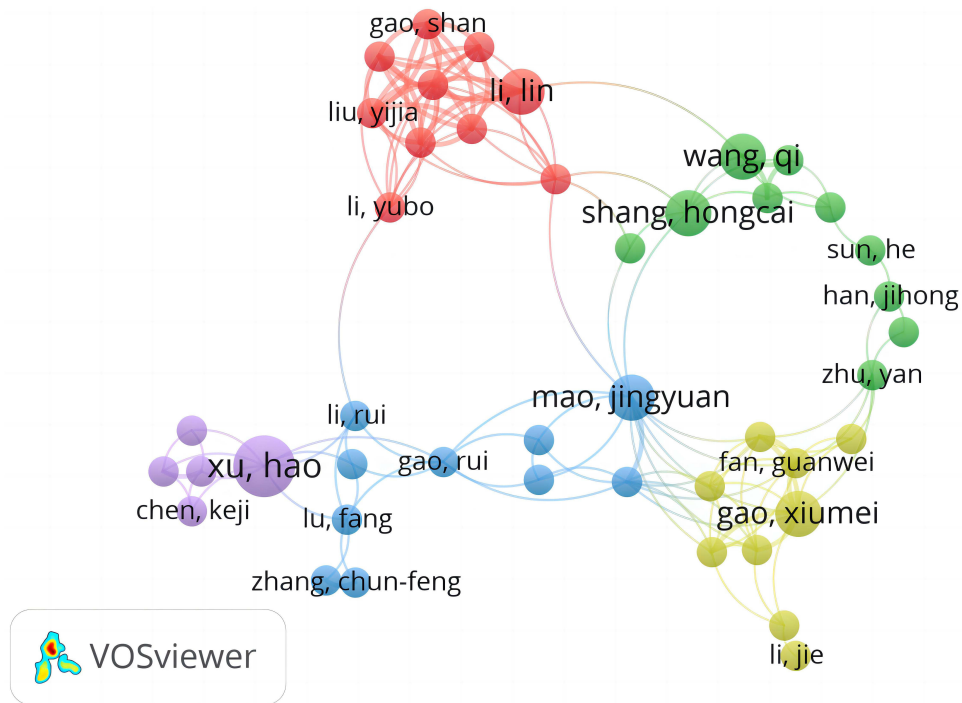 gao, shan
li, lin
liu, yijia
wang, qi
li, yubo
shang, hongcai
sun, he
han, jihong
zhu, yan
mao, jingyuan
li, rui
gao, rui
fan, guanwei
xu, hao
chen, keji
lu, fang
gao, xiumei
zhang, chun-feng
li, jie
VOSviewer